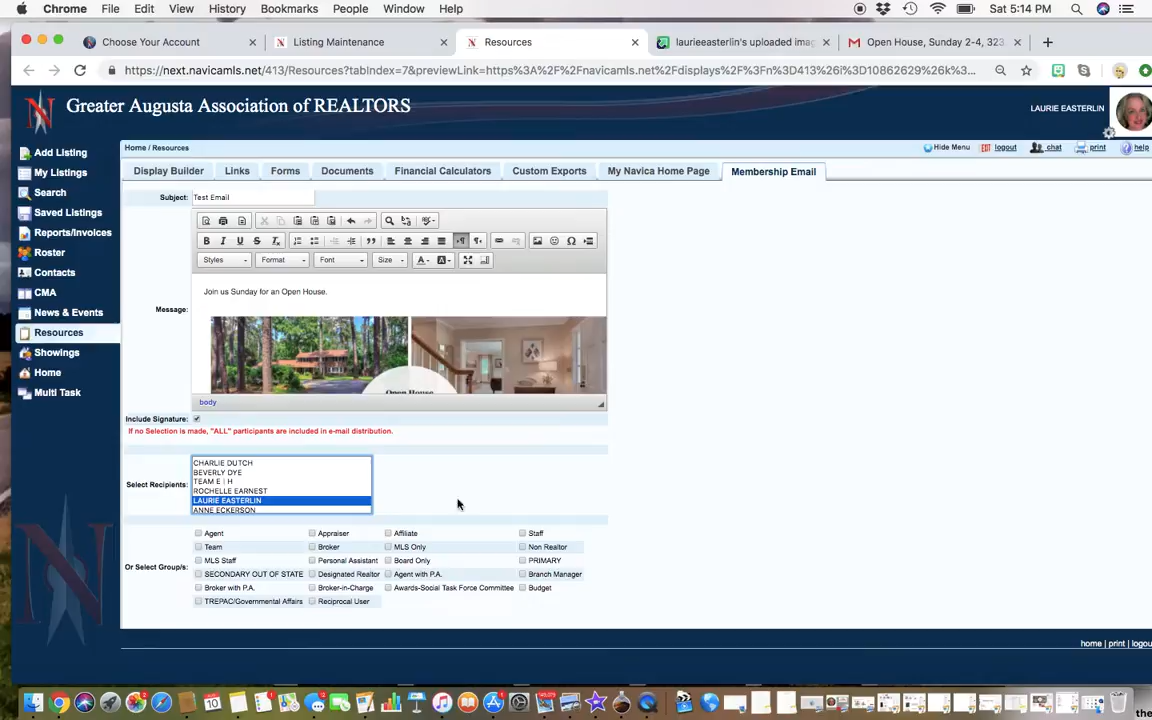 Chrome File Edit View History Bookmarks People Window Help Sat 5:14 PM
Choose Your Account Listing Maintenance Resources laurieeasterlin's uploaded imag Open House, Sunday 2-4, 323
https://next.navicamls.net/413/Resources?tabIndex=7&previewLink=https%3A%2F%2Fnavicamls.net%2Fdisplays%2F%3Fn%3D413%26i%3D10862629%26k%3...
Greater Augusta Association of REALTORS
LAURIE EASTERLIN
Home / Resources
Hide Menu logout chat print help
Add Listing
My Listings
Search
Saved Listings
Reports/Invoices
Roster
Contacts
CMA
News & Events
Resources
Showings
Home
Multi Task
Display Builder Links Forms Documents Financial Calculators Custom Exports My Navica Home Page Membership Email
Subject: Test Email
Styles Format Font Size
Message:
Join us Sunday for an Open House.
Open House
body
Include Signature:
If no Selection is made, "ALL" participants are included in e-mail distribution.
Select Recipients:
CHARLIE DUTCH
BEVERLY DYE
TEAM E | H
ROCHELLE EARNEST
LAURIE EASTERLIN
ANNE ECKERSON
Or Select Group/s:
Agent Appraiser Affiliate Staff
Team Broker MLS Only Non Realtor
MLS Staff Personal Assistant Board Only PRIMARY
SECONDARY OUT OF STATE Designated Realtor Agent with P.A. Branch Manager
Broker with P.A. Broker-in-Charge Awards-Social Task Force Committee Budget
TREPAC/Governmental Affairs Reciprocal User
home | print | logou
the